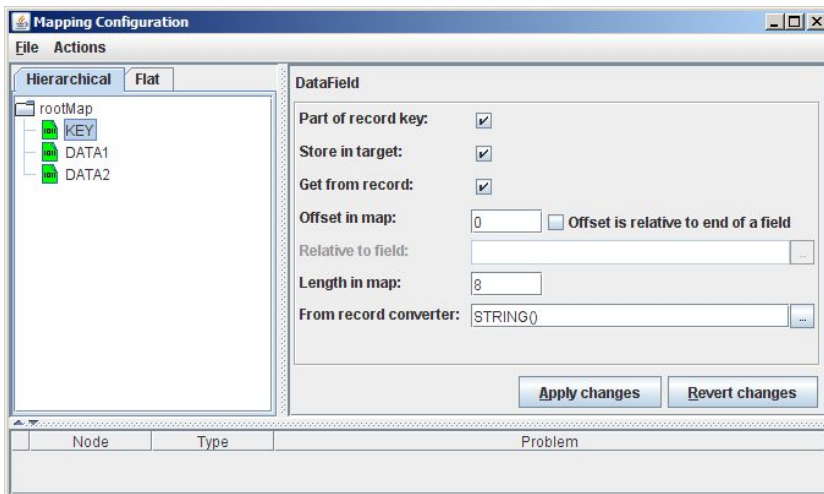 Mapping Configuration
File Actions
Hierarchical Flat
rootMap
KEY
DATA1
DATA2
DataField
Part of record key:
Store in target:
Get from record:
Offset in map: 0 Offset is relative to end of a field
Relative to field: ...
Length in map: 8
From record converter: STRING() ...
Apply changes Revert changes
Node Type Problem